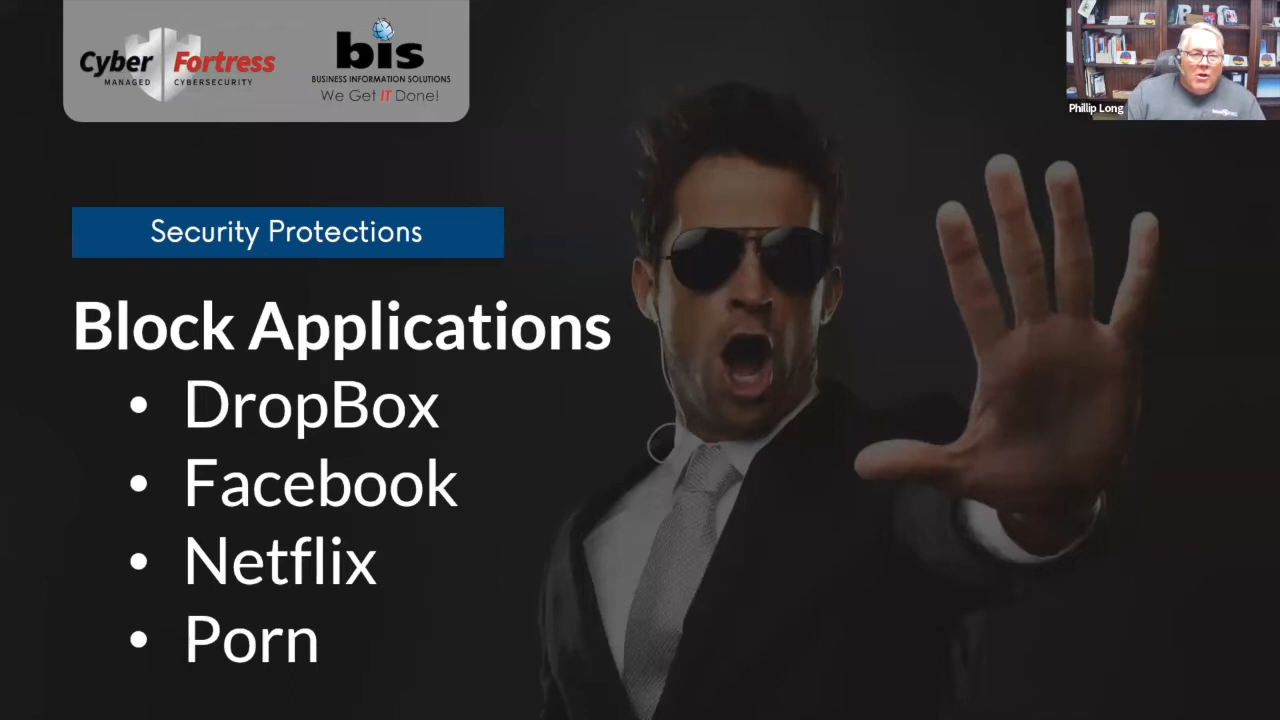 Cyber Fortress
MANAGED CYBERSECURITY
bis
BUSINESS INFORMATION SOLUTIONS
We Get IT Done!
Phillip Long
Security Protections
Block Applications
• DropBox
• Facebook
• Netflix
• Porn